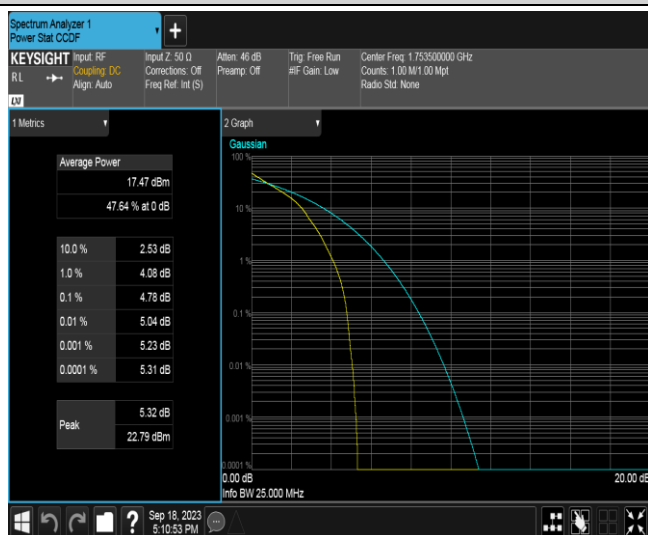 Spectrum Analyzer 1
Power Stat CCDF
KEYSIGHT
RL
LXI
Input: RF
Coupling: DC
Align: Auto
Input Z: 50 Ω
Corrections: Off
Freq Ref: Int (S)
Atten: 46 dB
Preamp: Off
Trig: Free Run
#IF Gain: Low
Center Freq: 1.753500000 GHz
Counts: 1.00 M/1.00 Mpt
Radio Std: None
1 Metrics
Average Power
17.47 dBm
47.64 % at 0 dB
10.0 % 2.53 dB
1.0 % 4.08 dB
0.1 % 4.78 dB
0.01 % 5.04 dB
0.001 % 5.23 dB
0.0001 % 5.31 dB
Peak
5.32 dB
22.79 dBm
2 Graph
Gaussian
100 %
10 %
1 %
0.1 %
0.01 %
0.001 %
0.0001 %
0.00 dB 20.00 dB
Info BW 25.000 MHz
? Sep 18, 2023
5:10:53 PM